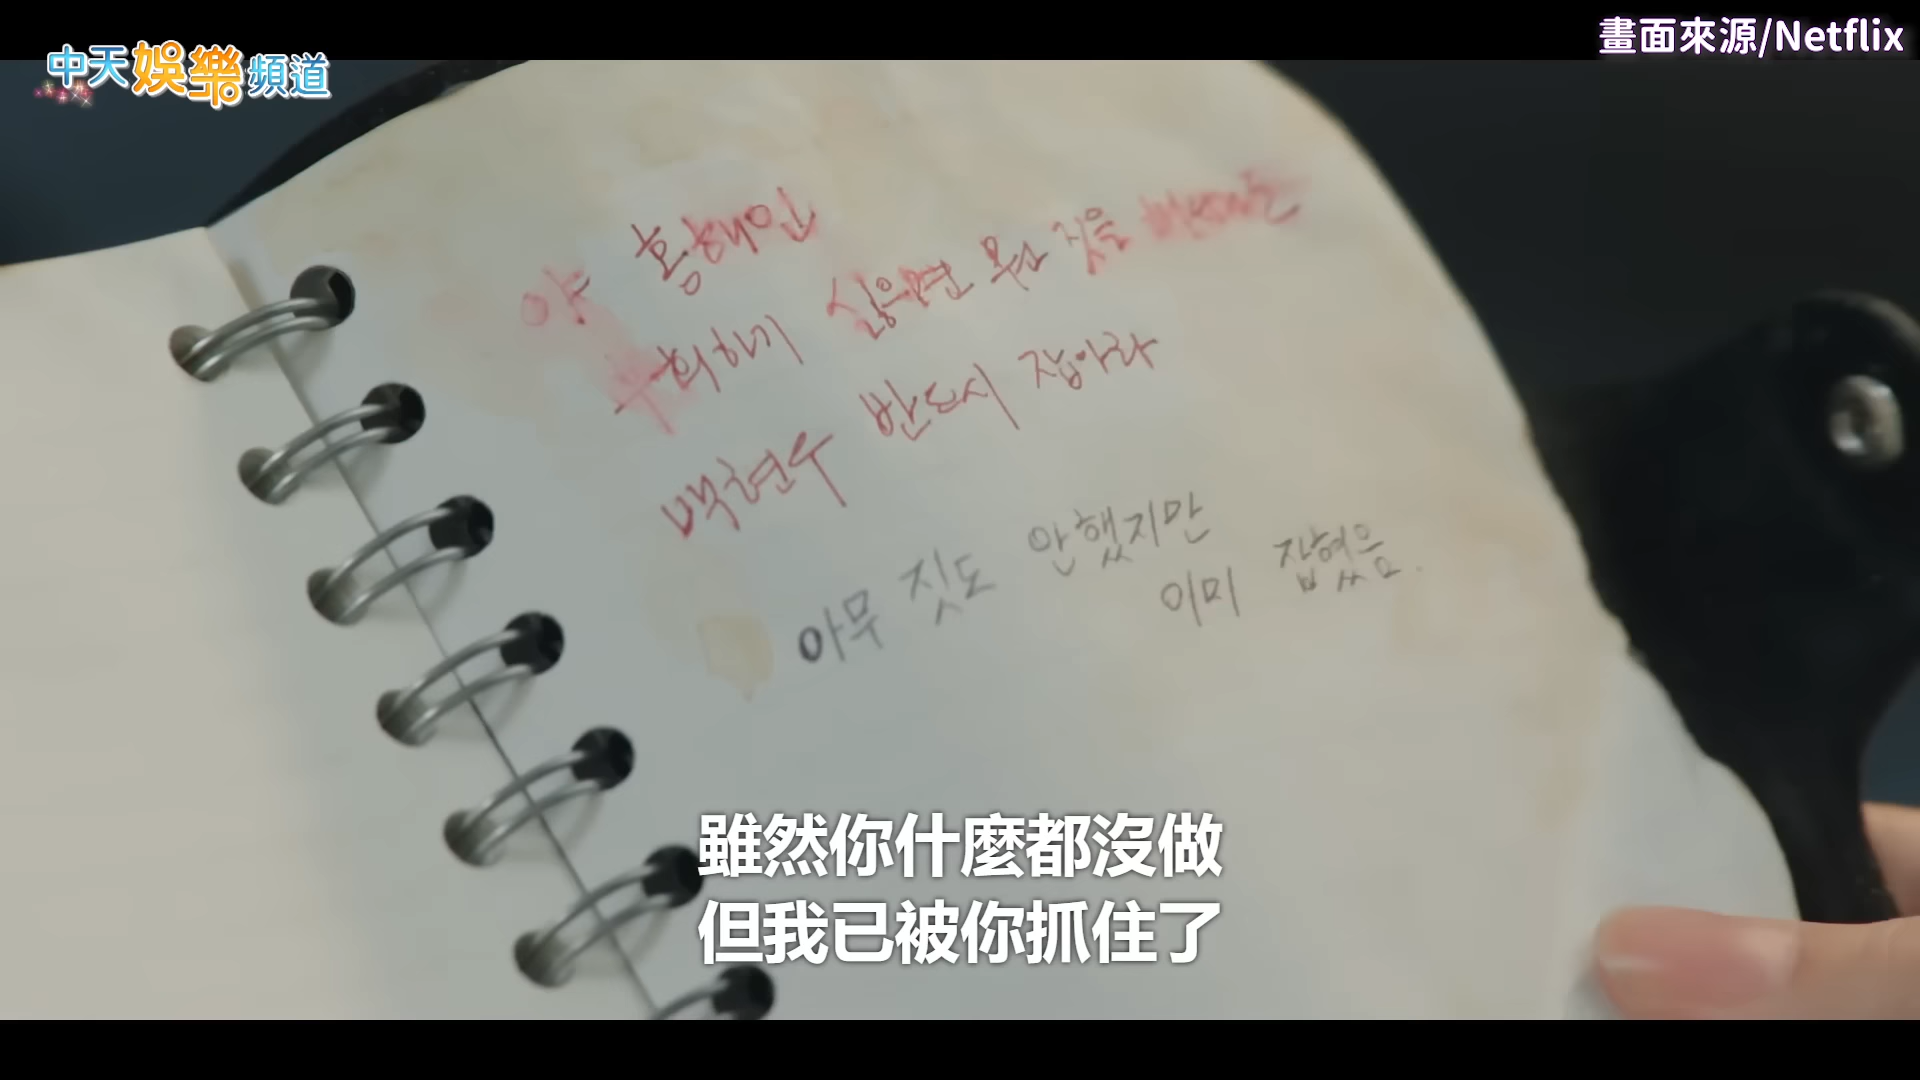 中天娛樂頻道
畫面來源/Netflix
야 홍해인
후회하기 싫으면 무슨 짓을
백현수 반드시 잡아라
아무 짓도 안했지만
이미 잡혔음.
雖然你什麼都沒做
但我已被你抓住了